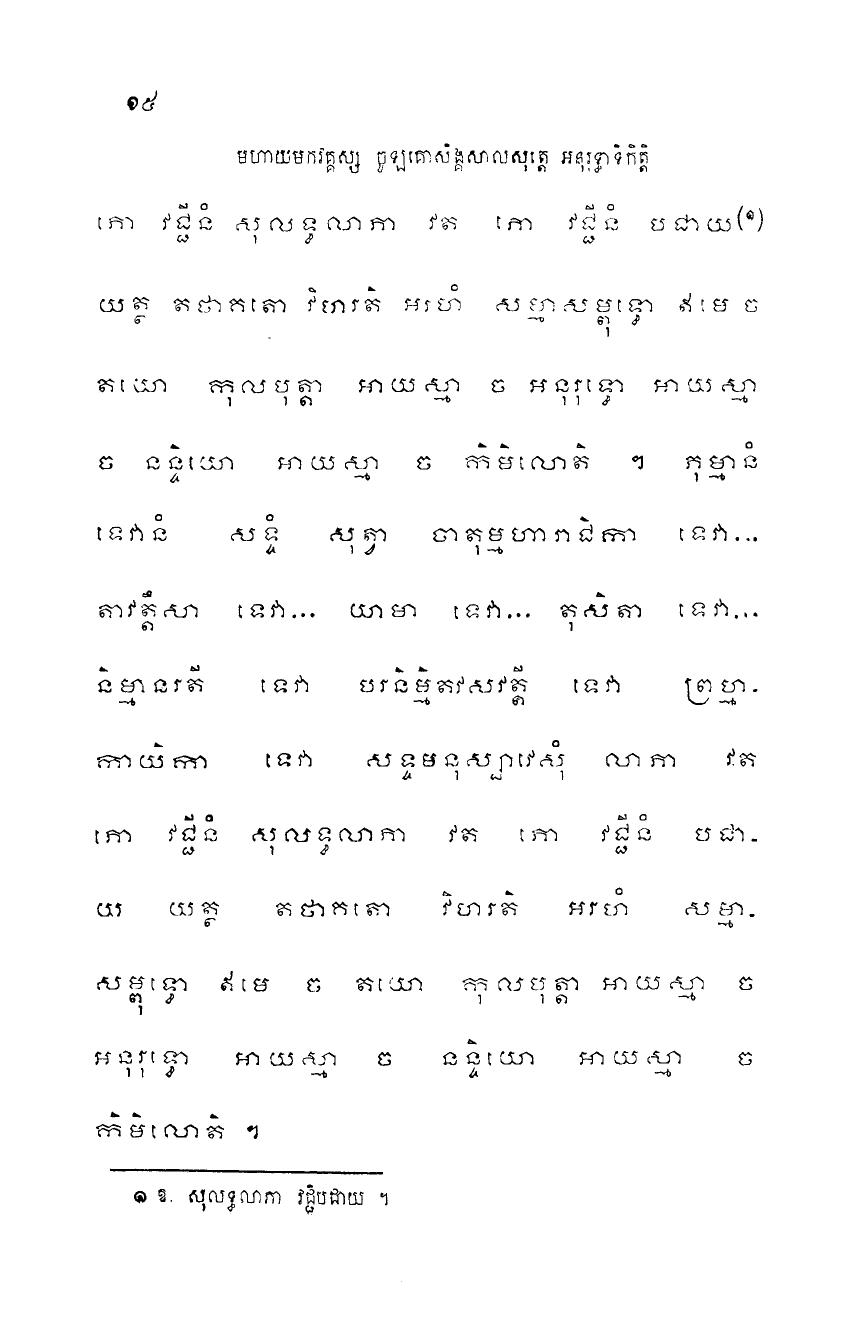 ១៥
មហាយមកវគ្គស្ស ចូឡគោសិង្គសាលសុត្តេ អនុរុទ្ធាទិកិត្តិ
ភោ វជ្ជីនំ សុលទ្ធលាភា វត ភោ វជ្ជីនំ បជាយ(១)
យត្ថ តថាគតោ វិហរតិ អរហំ សម្មាសម្ពុទ្ធោ ឥមេ ច
តយោ កុលបុត្តា អាយស្មា ច អនុរុទ្ធោ អាយស្មា
ច នន្ទិយោ អាយស្មា ច កិមិលោតិ ។ ភុម្មានំ
ទេវានំ សទ្ទំ សុត្វា ចាតុម្មហារាជិកា ទេវា...
តាវត្តឹសា ទេវា... យាមា ទេវា... តុសិតា ទេវា...
និម្មានរតី ទេវា បរនិម្មិតវសវត្តី ទេវា ព្រហ្ម-
កាយិកា ទេវា សទ្ទមនុស្សាវេសុំ លាភា វត
ភោ វជ្ជីនំ សុលទ្ធលាភា វត ភោ វជ្ជីនំ បជា-
យ យត្ថ តថាគតោ វិហរតិ អរហំ សម្មា-
សម្ពុទ្ធោ ឥមេ ច តយោ កុលបុត្តា អាយស្មា ច
អនុរុទ្ធោ អាយស្មា ច នន្ទិយោ អាយស្មា ច
កិមិលោតិ ។
១ ឱ. សុលទ្ធលាភា វជ្ជិបជាយ ។